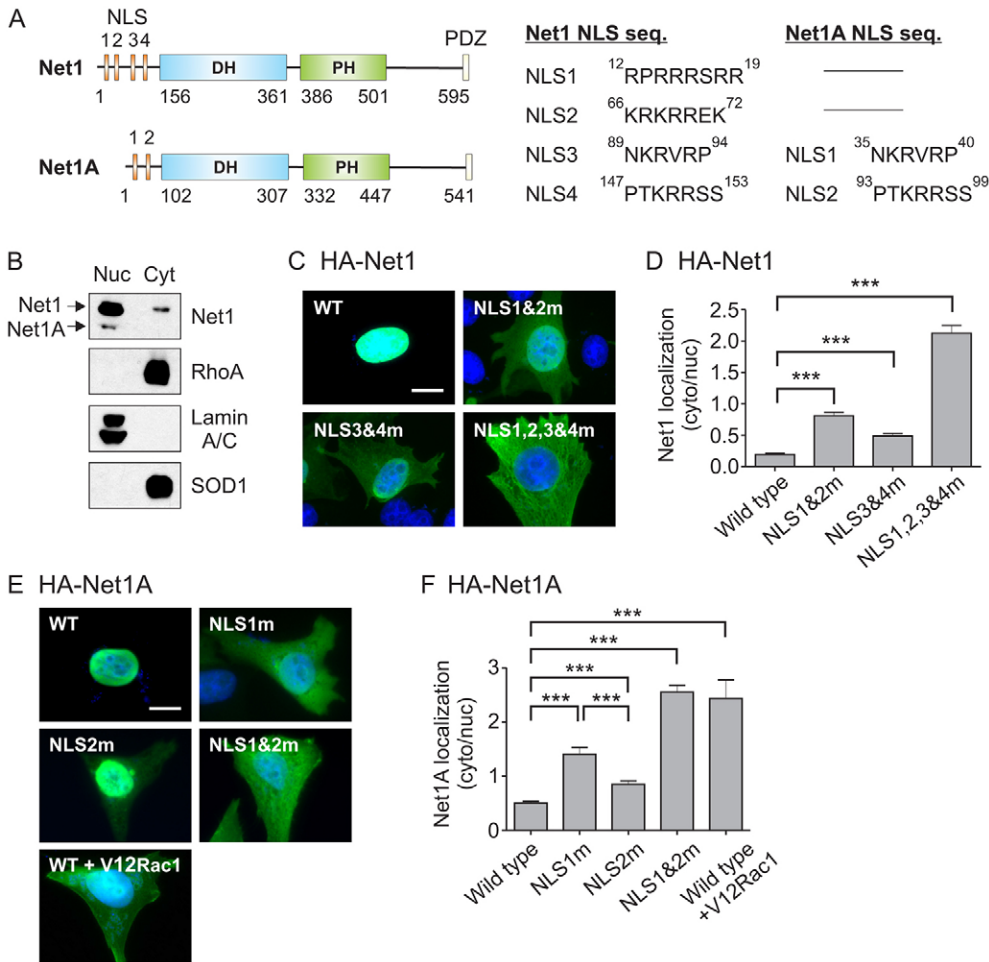 A
NLS
12 34
Net1
DH
PH
PDZ
1 156 361 386 501 595
1 2
Net1A
DH
PH
1 102 307 332 447 541
Net1 NLS seq.
NLS1 12RPRRRSRR19
NLS2 66KRKRREK72
NLS3 89NKRVRP94
NLS4 147PTKRRSS153
Net1A NLS seq.
NLS1 35NKRVRP40
NLS2 93PTKRRSS99
B
Nuc Cyt
Net1
Net1A
Net1
RhoA
Lamin
A/C
SOD1
C HA-Net1
WT
NLS1&2m
NLS3&4m
NLS1,2,3&4m
D HA-Net1
Net1 localization
(cyto/nuc)
2.5
2.0
1.5
1.0
0.5
0.0
***
***
***
Wild type
NLS1&2m
NLS3&4m
NLS1,2,3&4m
E HA-Net1A
WT
NLS1m
NLS2m
NLS1&2m
WT + V12Rac1
F HA-Net1A
Net1A localization
(cyto/nuc)
3
2
1
0
***
***
***
*** ***
Wild type
NLS1m
NLS2m
NLS1&2m
Wild type
+V12Rac1